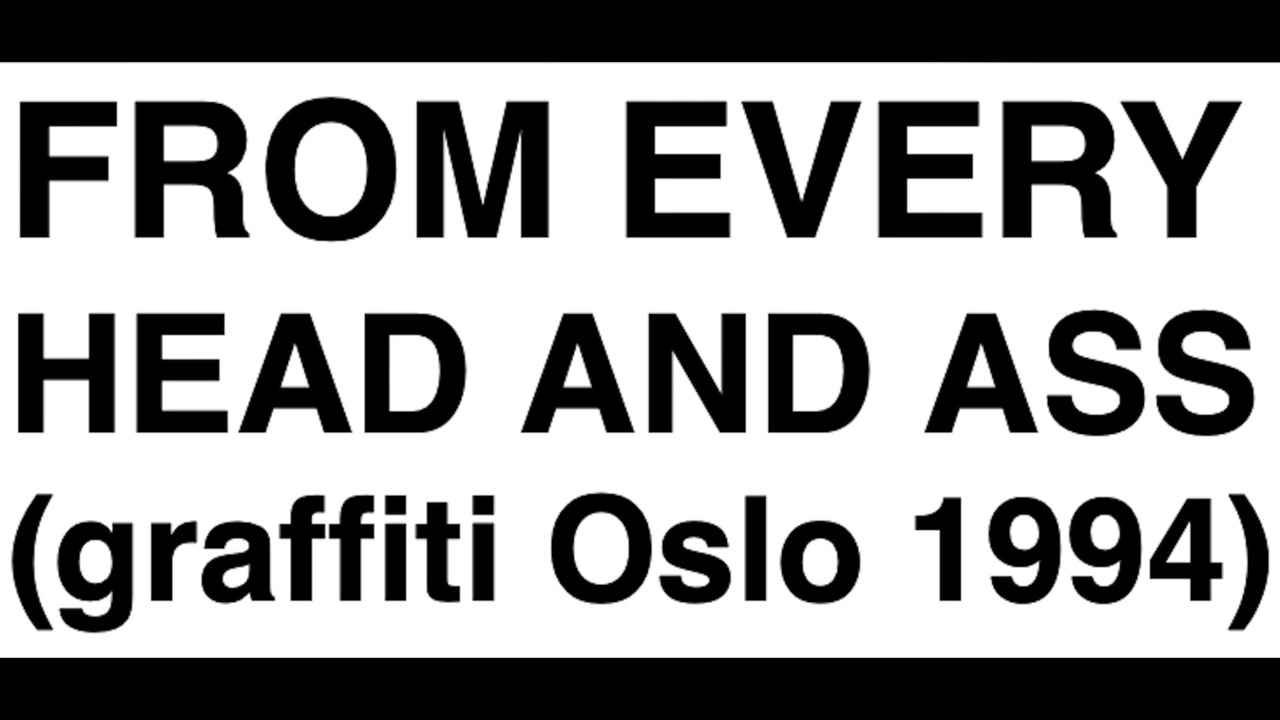 FROM EVERY
HEAD AND ASS
(graffiti Oslo 1994)